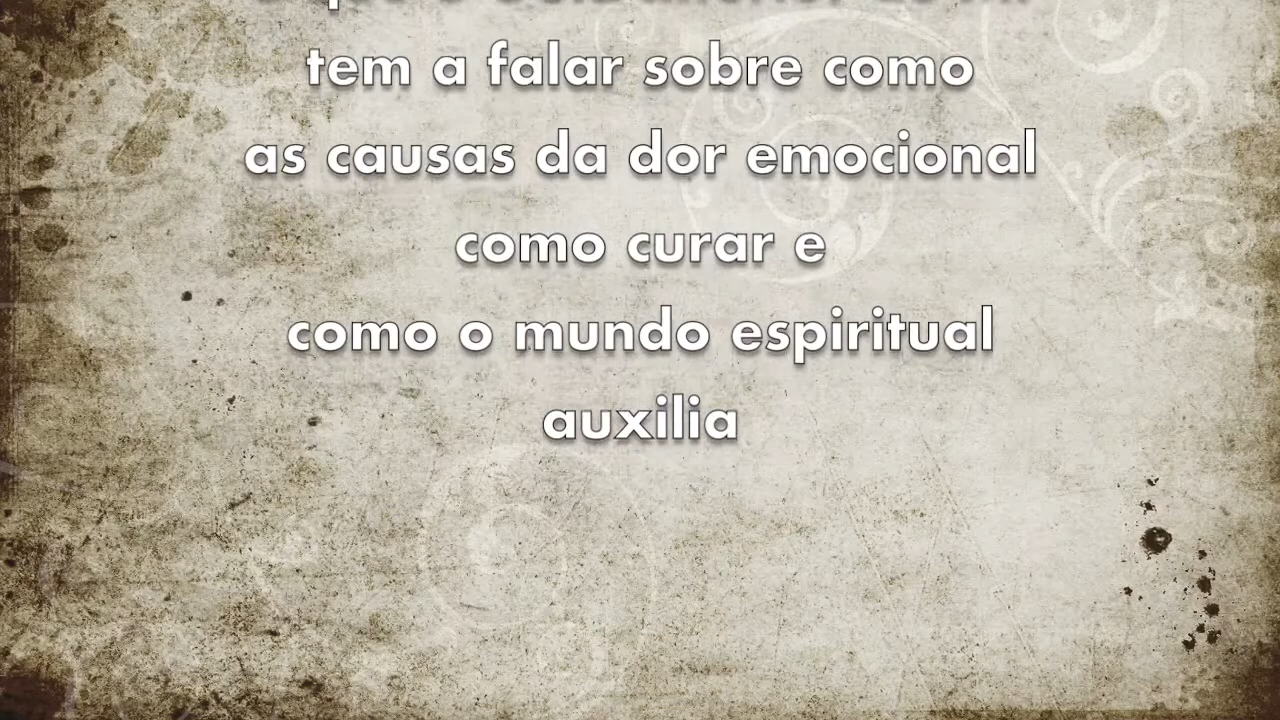 tem a falar sobre como
as causas da dor emocional
como curar e
como o mundo espiritual
auxilia